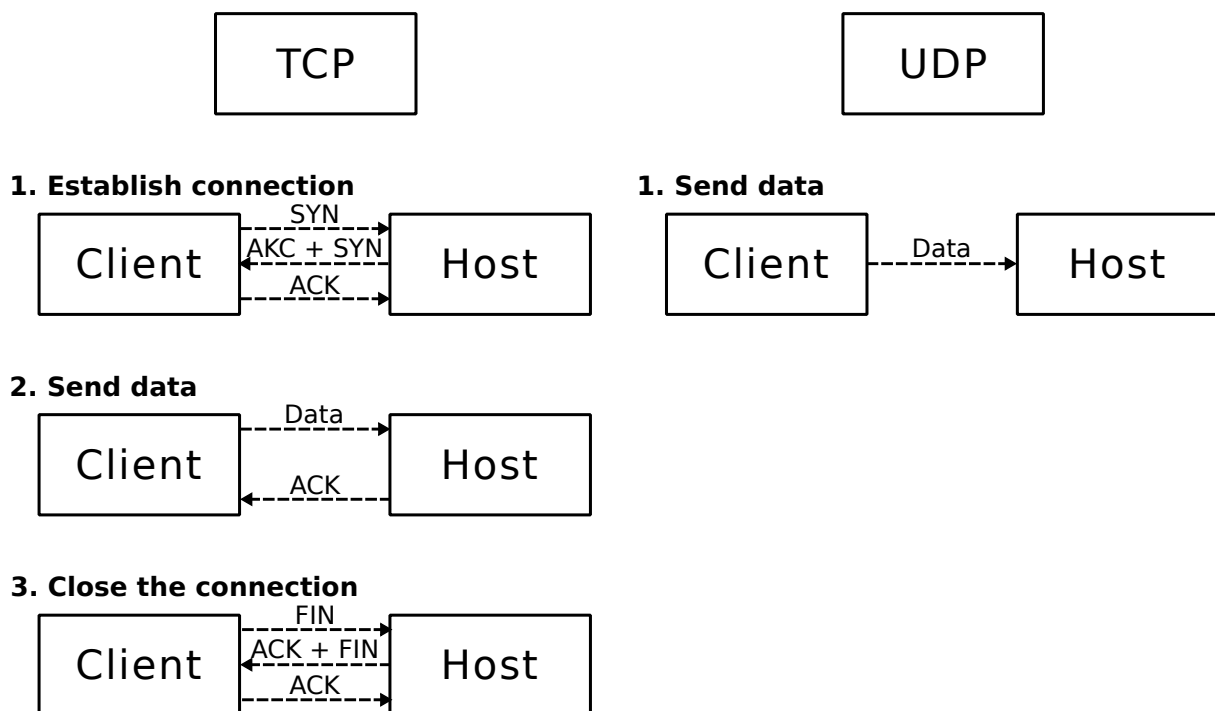 TCP
UDP
1. Establish connection
Client
SYN
AKC + SYN
ACK
Host
1. Send data
Client
Data
Host
2. Send data
Client
Data
ACK
Host
3. Close the connection
Client
FIN
ACK + FIN
ACK
Host